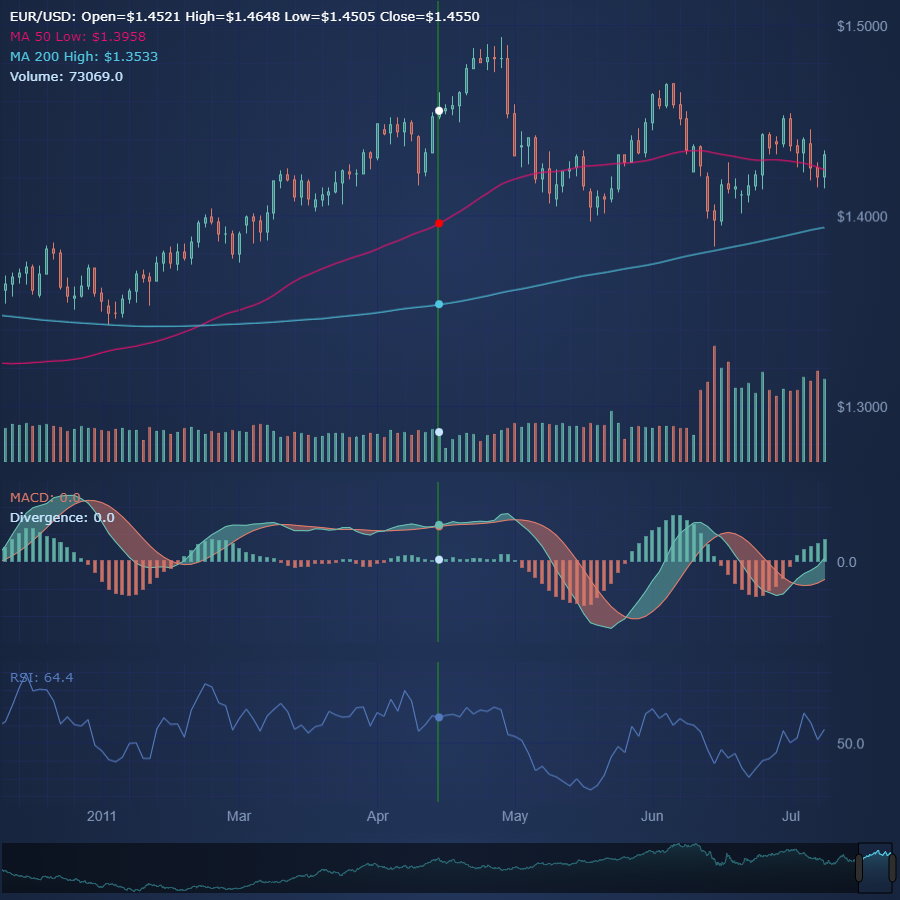 EUR/USD: Open=$1.4521 High=$1.4648 Low=$1.4505 Close=$1.4550
MA 50 Low: $1.3958
MA 200 High: $1.3533
Volume: 73069.0
$1.5000
$1.4000
$1.3000
MACD: 0.0
Divergence: 0.0
0.0
RSI: 64.4
50.0
2011 Mar Apr May Jun Jul